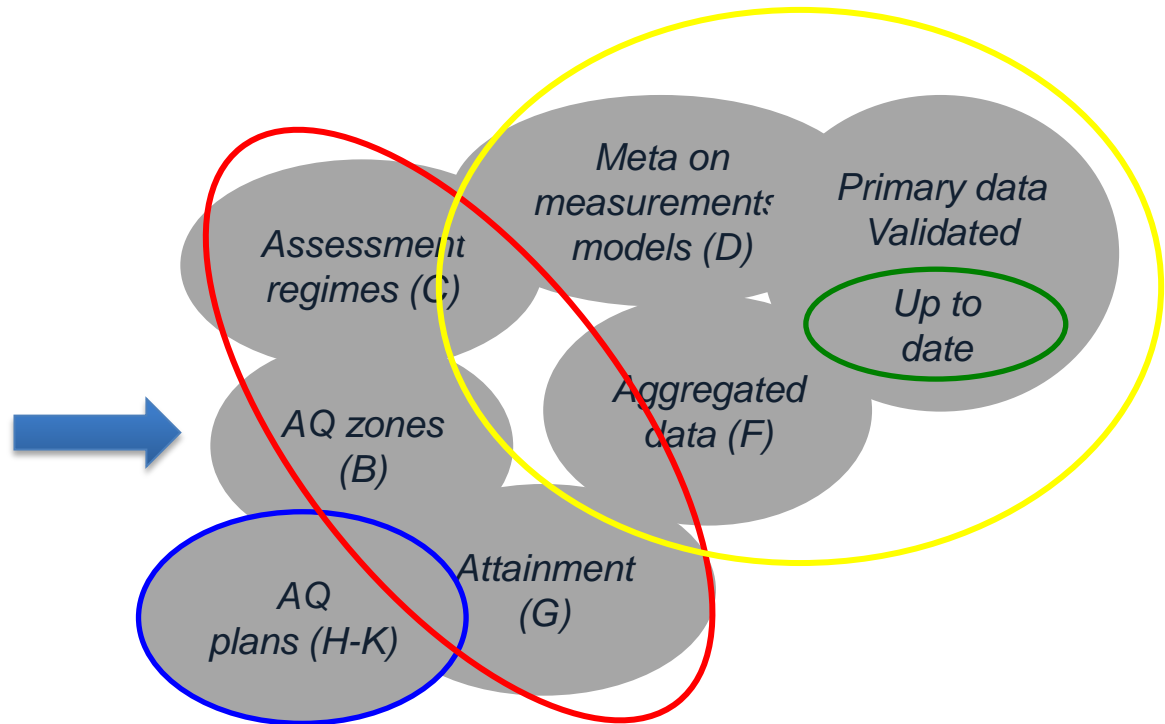 Meta on
measurements
models (D)
Primary data
Validated
Up to
date
Assessment
regimes (C)
Aggregated
data (F)
AQ zones
(B)
Attainment
(G)
AQ
plans (H-K)